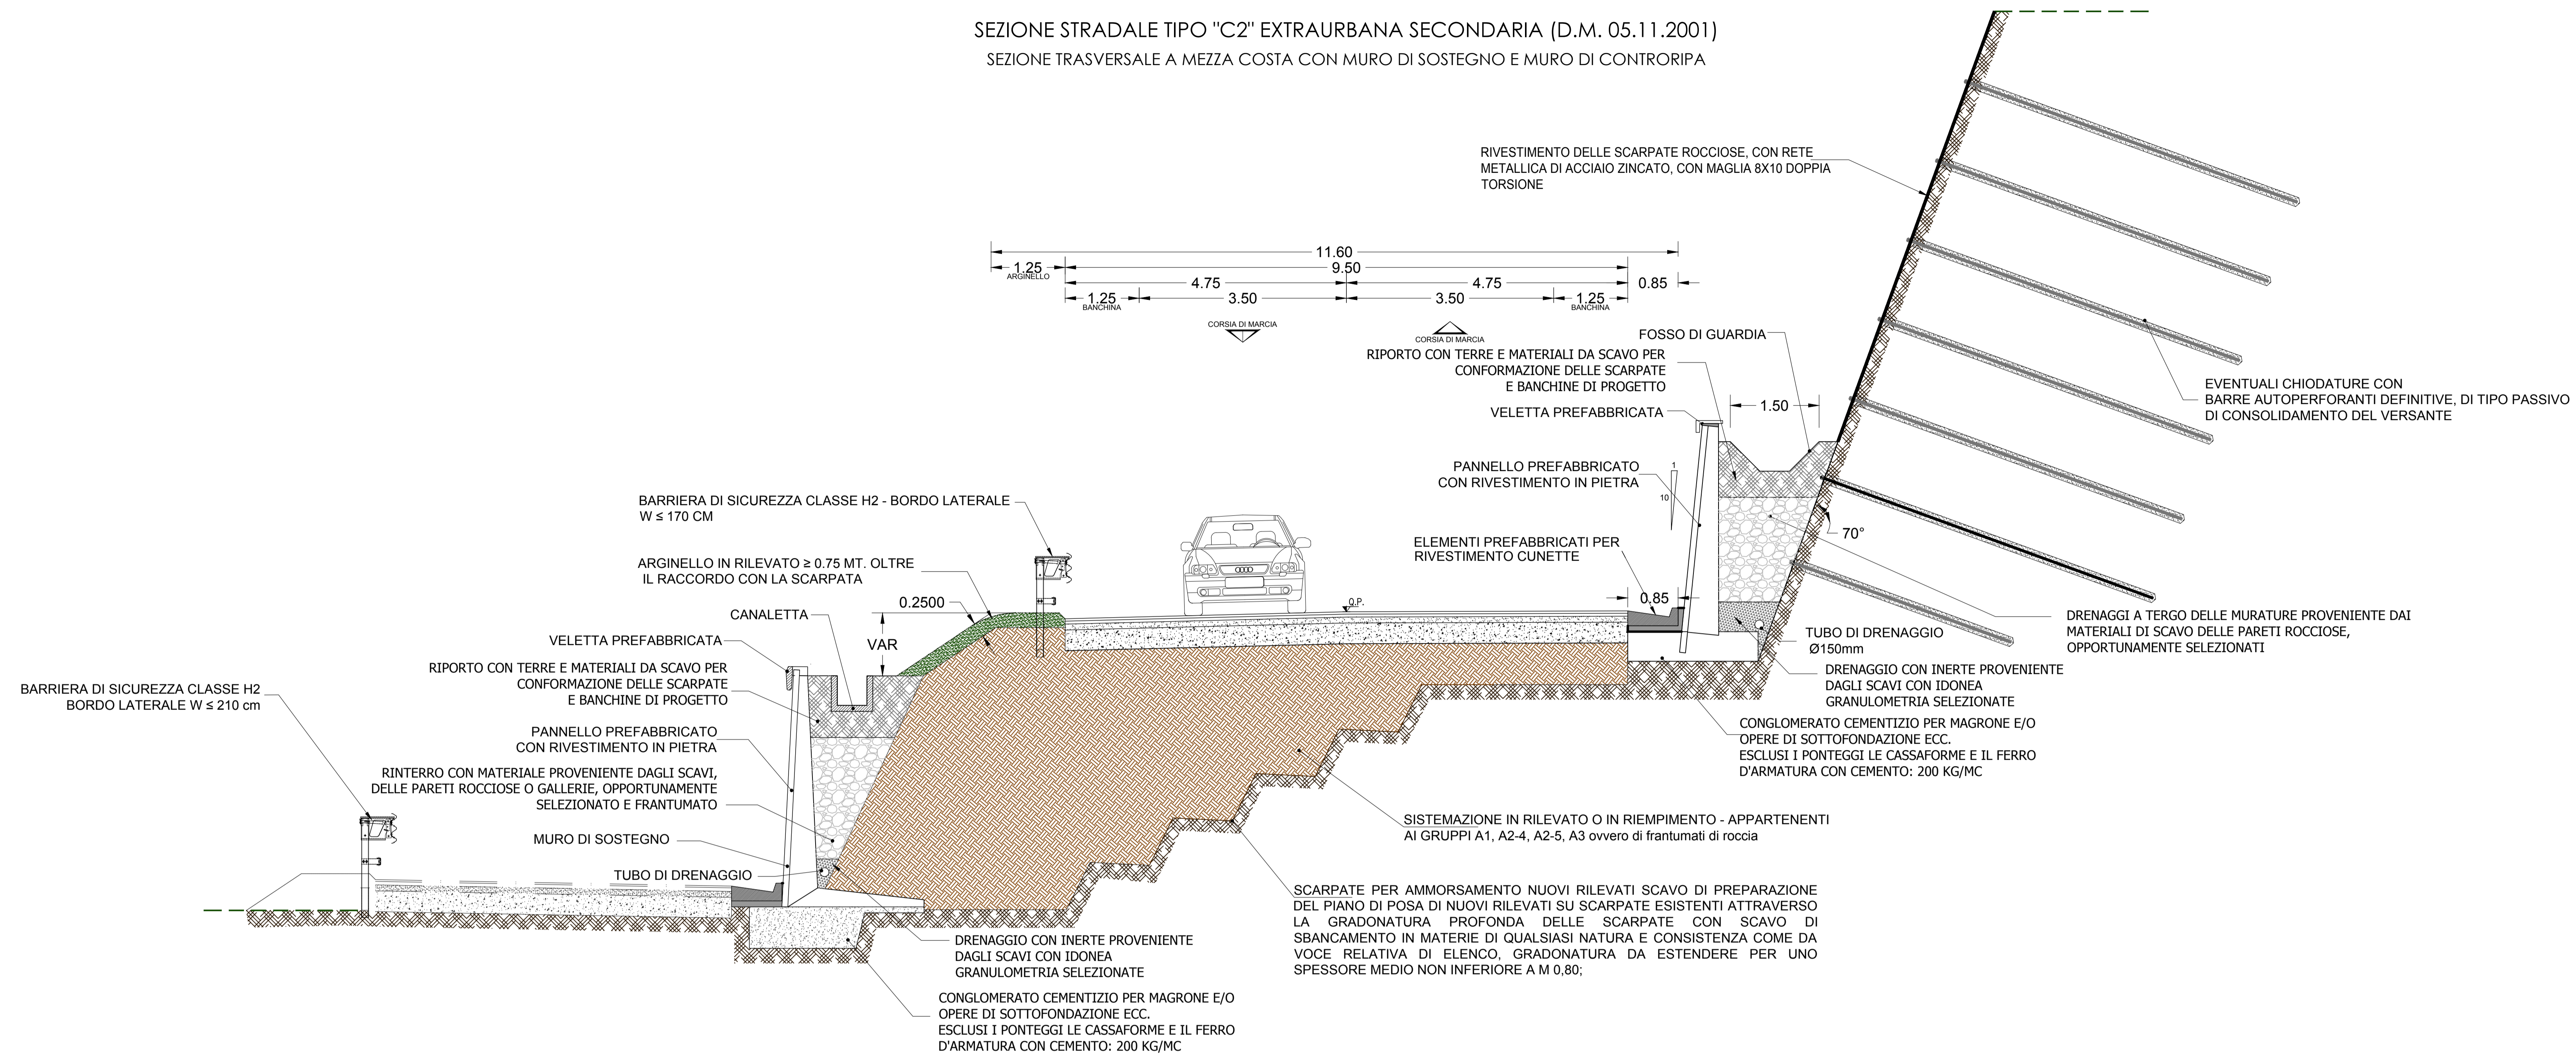 SEZIONE STRADALE TIPO "C2" EXTRAURBANA SECONDARIA (D.M. 05.11.2001)
SEZIONE TRASVERSALE A MEZZA COSTA CON MURO DI SOSTEGNO E MURO DI CONTRORIPA
RIVESTIMENTO DELLE SCARPATE ROCCIOSE, CON RETE
METALLICA DI ACCIAIO ZINCATO, CON MAGLIA 8X10 DOPPIA
TORSIONE
11.60
1.25
ARGINELLO
9.50
4.75
4.75
0.85
1.25
BANCHINA
3.50
3.50
1.25
BANCHINA
CORSIA DI MARCIA
CORSIA DI MARCIA
FOSSO DI GUARDIA
RIPORTO CON TERRE E MATERIALI DA SCAVO PER
CONFORMAZIONE DELLE SCARPATE
E BANCHINE DI PROGETTO
VELETTA PREFABBRICATA
1.50
EVENTUALI CHIODATURE CON
BARRE AUTOPERFORANTI DEFINITIVE, DI TIPO PASSIVO
DI CONSOLIDAMENTO DEL VERSANTE
PANNELLO PREFABBRICATO
CON RIVESTIMENTO IN PIETRA
1
10
BARRIERA DI SICUREZZA CLASSE H2 - BORDO LATERALE
W ≤ 170 CM
ELEMENTI PREFABBRICATI PER
RIVESTIMENTO CUNETTE
70°
ARGINELLO IN RILEVATO ≥ 0.75 MT. OLTRE
IL RACCORDO CON LA SCARPATA
0.2500
Q.P.
0.85
CANALETTA
VAR
VELETTA PREFABBRICATA
DRENAGGI A TERGO DELLE MURATURE PROVENIENTE DAI
MATERIALI DI SCAVO DELLE PARETI ROCCIOSE,
OPPORTUNAMENTE SELEZIONATI
TUBO DI DRENAGGIO
Ø150mm
RIPORTO CON TERRE E MATERIALI DA SCAVO PER
CONFORMAZIONE DELLE SCARPATE
E BANCHINE DI PROGETTO
DRENAGGIO CON INERTE PROVENIENTE
DAGLI SCAVI CON IDONEA
GRANULOMETRIA SELEZIONATE
BARRIERA DI SICUREZZA CLASSE H2
BORDO LATERALE W ≤ 210 cm
PANNELLO PREFABBRICATO
CON RIVESTIMENTO IN PIETRA
CONGLOMERATO CEMENTIZIO PER MAGRONE E/O
OPERE DI SOTTOFONDAZIONE ECC.
ESCLUSI I PONTEGGI LE CASSAFORME E IL FERRO
D'ARMATURA CON CEMENTO: 200 KG/MC
RINTERRO CON MATERIALE PROVENIENTE DAGLI SCAVI,
DELLE PARETI ROCCIOSE O GALLERIE, OPPORTUNAMENTE
SELEZIONATO E FRANTUMATO
SISTEMAZIONE IN RILEVATO O IN RIEMPIMENTO - APPARTENENTI
AI GRUPPI A1, A2-4, A2-5, A3 ovvero di frantumati di roccia
MURO DI SOSTEGNO
TUBO DI DRENAGGIO
SCARPATE PER AMMORSAMENTO NUOVI RILEVATI SCAVO DI PREPARAZIONE
DEL PIANO DI POSA DI NUOVI RILEVATI SU SCARPATE ESISTENTI ATTRAVERSO
LA GRADONATURA PROFONDA DELLE SCARPATE CON SCAVO DI
SBANCAMENTO IN MATERIE DI QUALSIASI NATURA E CONSISTENZA COME DA
VOCE RELATIVA DI ELENCO, GRADONATURA DA ESTENDERE PER UNO
SPESSORE MEDIO NON INFERIORE A M 0,80;
DRENAGGIO CON INERTE PROVENIENTE
DAGLI SCAVI CON IDONEA
GRANULOMETRIA SELEZIONATE
CONGLOMERATO CEMENTIZIO PER MAGRONE E/O
OPERE DI SOTTOFONDAZIONE ECC.
ESCLUSI I PONTEGGI LE CASSAFORME E IL FERRO
D'ARMATURA CON CEMENTO: 200 KG/MC